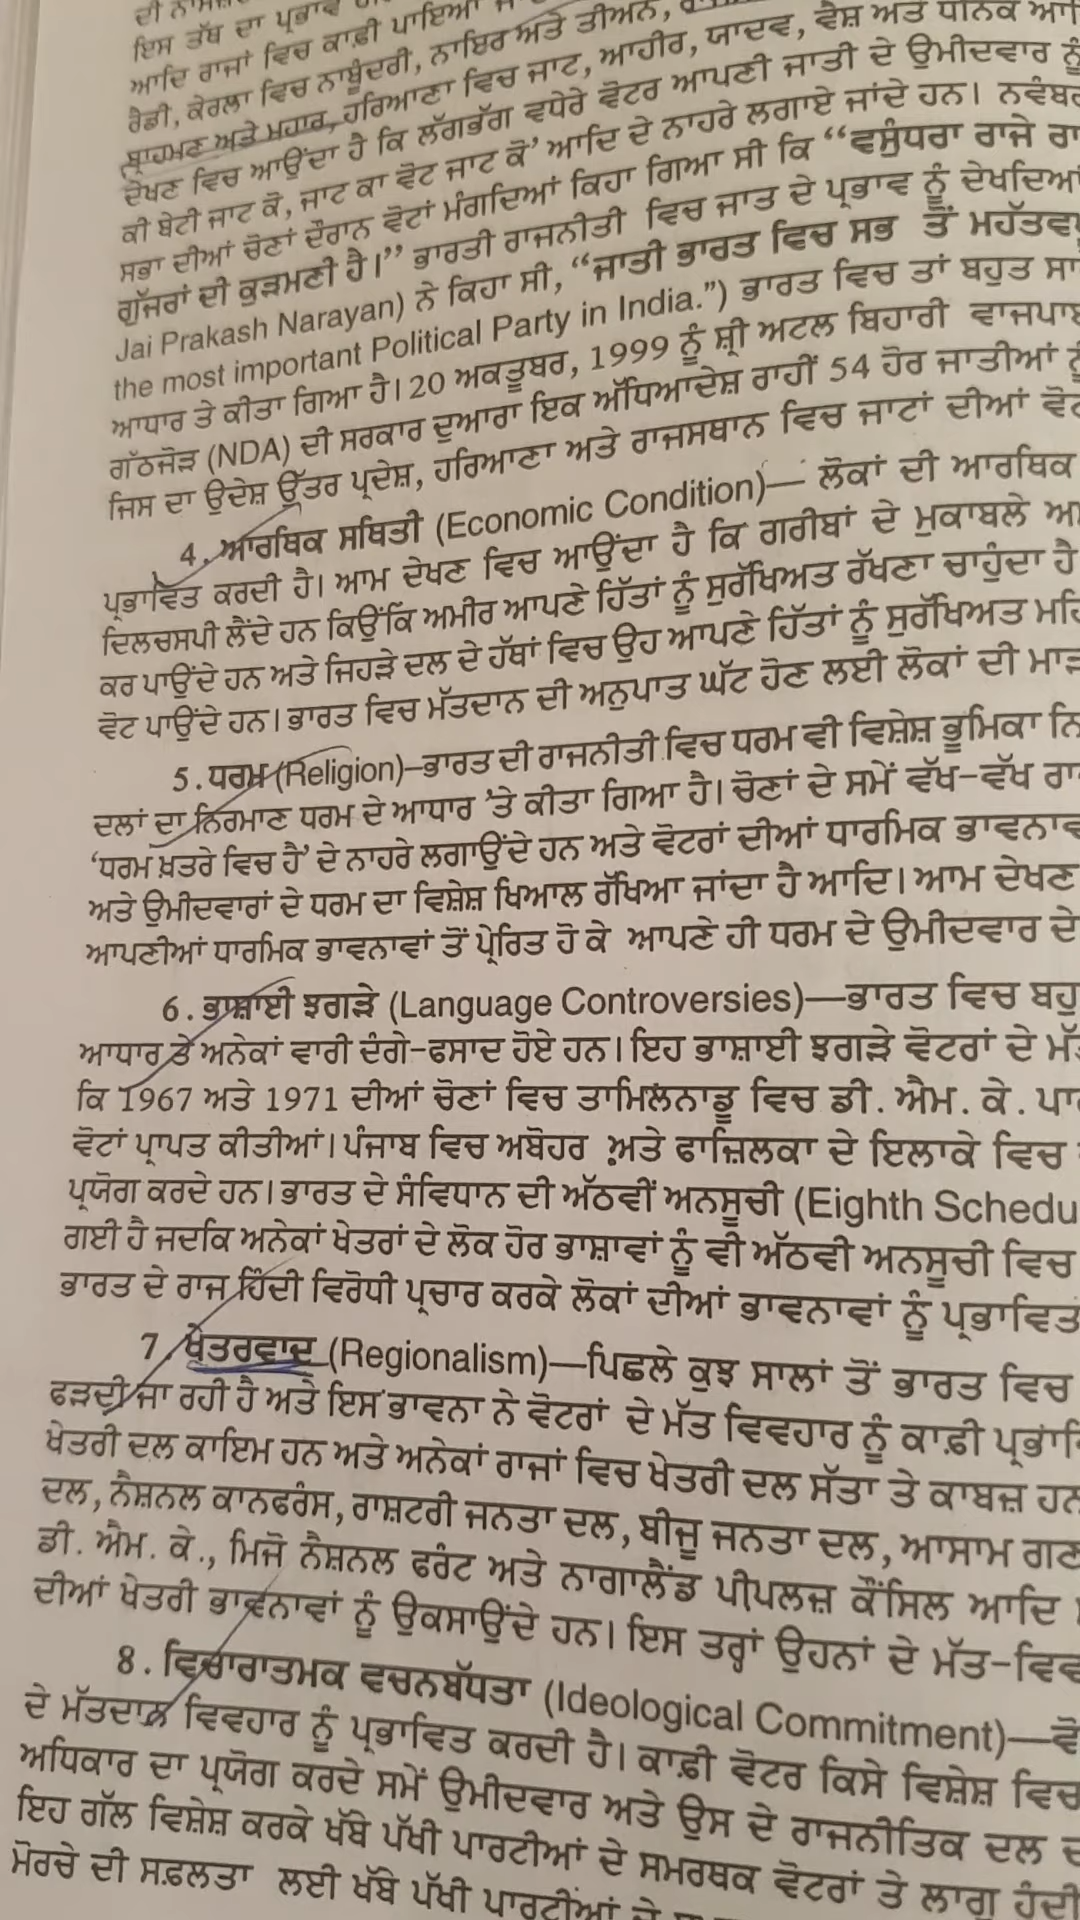 ਇਸ ਤੱਥ ਦਾ ਪ੍ਰਭਾਵ
ਆਦਿ ਰਾਜਾਂ ਵਿਚ ਕਾਫ਼ੀ ਪਾਇਆ
ਰੈਡੀ, ਕੇਰਲਾ ਵਿਚ ਨਾਬੂੰਦਰੀ, ਨਾਇਰ ਅਤੇ ਤੀਅਨ,
ਬ੍ਰਾਹਮਣ ਅਤੇ ਮਹਾਰ, ਹਰਿਆਣਾ ਵਿਚ ਜਾਟ, ਆਹੀਰ, ਯਾਦਵ, ਵੈਸ਼ ਅਤੇ ਧਨਿਕ ਆਦਿ
ਦੇਖਣ ਵਿਚ ਆਉਂਦਾ ਹੈ ਕਿ ਲੱਗਭੱਗ ਵਧੇਰੇ ਵੋਟਰ ਆਪਣੀ ਜਾਤੀ ਦੇ ਉਮੀਦਵਾਰ ਨੂੰ
ਕੀ ਬੇਟੀ ਜਾਟ ਕੋ, ਜਾਟ ਕਾ ਵੋਟ ਜਾਟ ਕੋ' ਆਦਿ ਦੇ ਨਾਹਰੇ ਲਗਾਏ ਜਾਂਦੇ ਹਨ। ਨਵੰਬਰ
ਸਭਾ ਦੀਆਂ ਚੋਣਾਂ ਦੌਰਾਨ ਵੋਟਾਂ ਮੰਗਦਿਆਂ ਕਿਹਾ ਗਿਆ ਸੀ ਕਿ “ਵਸੁੰਧਰਾ ਰਾਜੇ
ਗੁੱਜਰਾਂ ਦੀ ਕੁੜਮਣੀ ਹੈ।” ਭਾਰਤੀ ਰਾਜਨੀਤੀ ਵਿਚ ਜਾਤ ਦੇ ਪ੍ਰਭਾਵ ਨੂੰ ਦੇਖਦਿਆਂ
Jai Prakash Narayan) ਨੇ ਕਿਹਾ ਸੀ, “ਜਾਤੀ ਭਾਰਤ ਵਿਚ ਸਭ ਤੋਂ ਮਹੱਤਵ
the most important Political Party in India.”) ਭਾਰਤ ਵਿਚ ਤਾਂ ਬਹੁਤ
ਆਧਾਰ ਤੇ ਕੀਤਾ ਗਿਆ ਹੈ। 20 ਅਕਤੂਬਰ, 1999 ਨੂੰ ਸ਼੍ਰੀ ਅਟਲ ਬਿਹਾਰੀ ਵਾਜਪਾਈ
ਗੱਠਜੋੜ (NDA) ਦੀ ਸਰਕਾਰ ਦੁਆਰਾ ਇਕ ਅੱਧਿਆਦੇਸ਼ ਰਾਹੀਂ 54 ਹੋਰ ਜਾਤੀਆਂ ਨੂੰ
ਜਿਸ ਦਾ ਉਦੇਸ਼ ਉੱਤਰ ਪ੍ਰਦੇਸ਼, ਹਰਿਆਣਾ ਅਤੇ ਰਾਜਸਥਾਨ ਵਿਚ ਜਾਟਾਂ ਦੀਆਂ ਵੋਟ
4. ਆਰਥਿਕ ਸਥਿਤੀ (Economic Condition)— ਲੋਕਾਂ ਦੀ ਆਰਥਿਕ
ਪ੍ਰਭਾਵਿਤ ਕਰਦੀ ਹੈ। ਆਮ ਦੇਖਣ ਵਿਚ ਆਉਂਦਾ ਹੈ ਕਿ ਗਰੀਬਾਂ ਦੇ ਮੁਕਾਬਲੇ
ਦਿਲਚਸਪੀ ਲੈਂਦੇ ਹਨ ਕਿਉਂਕਿ ਅਮੀਰ ਆਪਣੇ ਹਿੱਤਾਂ ਨੂੰ ਸੁਰੱਖਿਅਤ ਰੱਖਣਾ ਚਾਹੁੰਦਾ ਹੈ
ਕਰ ਪਾਉਂਦੇ ਹਨ ਅਤੇ ਜਿਹੜੇ ਦਲ ਦੇ ਹੱਥਾਂ ਵਿਚ ਉਹ ਆਪਣੇ ਹਿੱਤਾਂ ਨੂੰ ਸੁਰੱਖਿਅਤ ਮਹਿ
ਵੋਟ ਪਾਉਂਦੇ ਹਨ। ਭਾਰਤ ਵਿਚ ਮੱਤਦਾਨ ਦੀ ਅਨੁਪਾਤ ਘੱਟ ਹੋਣ ਲਈ ਲੋਕਾਂ ਦੀ ਮਾੜ
5. ਧਰਮ (Religion)–ਭਾਰਤ ਦੀ ਰਾਜਨੀਤੀ ਵਿਚ ਧਰਮ ਵੀ ਵਿਸ਼ੇਸ਼ ਭੂਮਿਕਾ ਨਿ
ਦਲਾਂ ਦਾ ਨਿਰਮਾਣ ਧਰਮ ਦੇ ਆਧਾਰ 'ਤੇ ਕੀਤਾ ਗਿਆ ਹੈ। ਚੋਣਾਂ ਦੇ ਸਮੇਂ ਵੱਖ-ਵੱਖ ਰਾ
‘ਧਰਮ ਖ਼ਤਰੇ ਵਿਚ ਹੈ’ ਦੇ ਨਾਹਰੇ ਲਗਾਉਂਦੇ ਹਨ ਅਤੇ ਵੋਟਰਾਂ ਦੀਆਂ ਧਾਰਮਿਕ ਭਾਵਨਾਵ
ਅਤੇ ਉਮੀਦਵਾਰਾਂ ਦੇ ਧਰਮ ਦਾ ਵਿਸ਼ੇਸ਼ ਖਿਆਲ ਰੱਖਿਆ ਜਾਂਦਾ ਹੈ ਆਦਿ। ਆਮ ਦੇਖਣ
ਆਪਣੀਆਂ ਧਾਰਮਿਕ ਭਾਵਨਾਵਾਂ ਤੋਂ ਪ੍ਰੇਰਿਤ ਹੋ ਕੇ ਆਪਣੇ ਹੀ ਧਰਮ ਦੇ ਉਮੀਦਵਾਰ ਦੇ
6. ਭਾਸ਼ਾਈ ਝਗੜੇ (Language Controversies)—ਭਾਰਤ ਵਿਚ ਬਹੁ
ਆਧਾਰ ਤੇ ਅਨੇਕਾਂ ਵਾਰੀ ਦੰਗੇ-ਫਸਾਦ ਹੋਏ ਹਨ। ਇਹ ਭਾਸ਼ਾਈ ਝਗੜੇ ਵੋਟਰਾਂ ਦੇ ਮੱਤ
ਕਿ 1967 ਅਤੇ 1971 ਦੀਆਂ ਚੋਣਾਂ ਵਿਚ ਤਾਮਿਲਨਾਡੂ ਵਿਚ ਡੀ. ਐਮ. ਕੇ. ਪਾ
ਵੋਟਾਂ ਪ੍ਰਾਪਤ ਕੀਤੀਆਂ। ਪੰਜਾਬ ਵਿਚ ਅਬੋਹਰ ਅਤੇ ਫਾਜ਼ਿਲਕਾ ਦੇ ਇਲਾਕੇ ਵਿਚ
ਪ੍ਰਯੋਗ ਕਰਦੇ ਹਨ। ਭਾਰਤ ਦੇ ਸੰਵਿਧਾਨ ਦੀ ਅੱਠਵੀਂ ਅਨਸੂਚੀ (Eighth Schedu
ਗਈ ਹੈ ਜਦਕਿ ਅਨੇਕਾਂ ਖੇਤਰਾਂ ਦੇ ਲੋਕ ਹੋਰ ਭਾਸ਼ਾਵਾਂ ਨੂੰ ਵੀ ਅੱਠਵੀ ਅਨਸੂਚੀ ਵਿਚ
ਭਾਰਤ ਦੇ ਰਾਜ ਹਿੰਦੀ ਵਿਰੋਧੀ ਪ੍ਰਚਾਰ ਕਰਕੇ ਲੋਕਾਂ ਦੀਆਂ ਭਾਵਨਾਵਾਂ ਨੂੰ ਪ੍ਰਭਾਵਿਤ
7. ਖੇਤਰਵਾਦ (Regionalism)—ਪਿਛਲੇ ਕੁਝ ਸਾਲਾਂ ਤੋਂ ਭਾਰਤ ਵਿਚ
ਫੜਦੀ ਜਾ ਰਹੀ ਹੈ ਅਤੇ ਇਸ ਭਾਵਨਾ ਨੇ ਵੋਟਰਾਂ ਦੇ ਮੱਤ ਵਿਵਹਾਰ ਨੂੰ ਕਾਫ਼ੀ ਪ੍ਰਭਾਵਿ
ਖੇਤਰੀ ਦਲ ਕਾਇਮ ਹਨ ਅਤੇ ਅਨੇਕਾਂ ਰਾਜਾਂ ਵਿਚ ਖੇਤਰੀ ਦਲ ਸੱਤਾ ਤੇ ਕਾਬਜ਼ ਹਨ
ਦਲ, ਨੈਸ਼ਨਲ ਕਾਨਫਰੰਸ, ਰਾਸ਼ਟਰੀ ਜਨਤਾ ਦਲ, ਬੀਜੂ ਜਨਤਾ ਦਲ, ਆਸਾਮ ਗਣ
ਡੀ. ਐਮ. ਕੇ., ਮਿਜੋ ਨੈਸ਼ਨਲ ਫਰੰਟ ਅਤੇ ਨਾਗਾਲੈਂਡ ਪੀਪਲਜ਼ ਕੌਂਸਿਲ ਆਦਿ
ਦੀਆਂ ਖੇਤਰੀ ਭਾਵਨਾਵਾਂ ਨੂੰ ਉਕਸਾਉਂਦੇ ਹਨ। ਇਸ ਤਰ੍ਹਾਂ ਉਹਨਾਂ ਦੇ ਮੱਤ-ਵਿਵ
8. ਵਿਚਾਰਾਤਮਕ ਵਚਨਬੱਧਤਾ (Ideological Commitment)—ਵੋ
ਦੇ ਮੱਤਦਾਨ ਵਿਵਹਾਰ ਨੂੰ ਪ੍ਰਭਾਵਿਤ ਕਰਦੀ ਹੈ। ਕਾਫ਼ੀ ਵੋਟਰ ਕਿਸੇ ਵਿਸ਼ੇਸ਼ ਵਿਚ
ਅਧਿਕਾਰ ਦਾ ਪ੍ਰਯੋਗ ਕਰਦੇ ਸਮੇਂ ਉਮੀਦਵਾਰ ਅਤੇ ਉਸ ਦੇ ਰਾਜਨੀਤਿਕ ਦਲ
ਇਹ ਗੱਲ ਵਿਸ਼ੇਸ਼ ਕਰਕੇ ਖੱਬੇ ਪੱਖੀ ਪਾਰਟੀਆਂ ਦੇ ਸਮਰਥਕ ਵੋਟਰਾਂ ਤੇ ਲਾਗੂ ਹੁੰਦੀ
ਮੋਰਚੇ ਦੀ ਸਫ਼ਲਤਾ ਲਈ ਖੱਬੇ ਪੱਖੀ ਪਾਰਟੀਆਂ ਦੇ